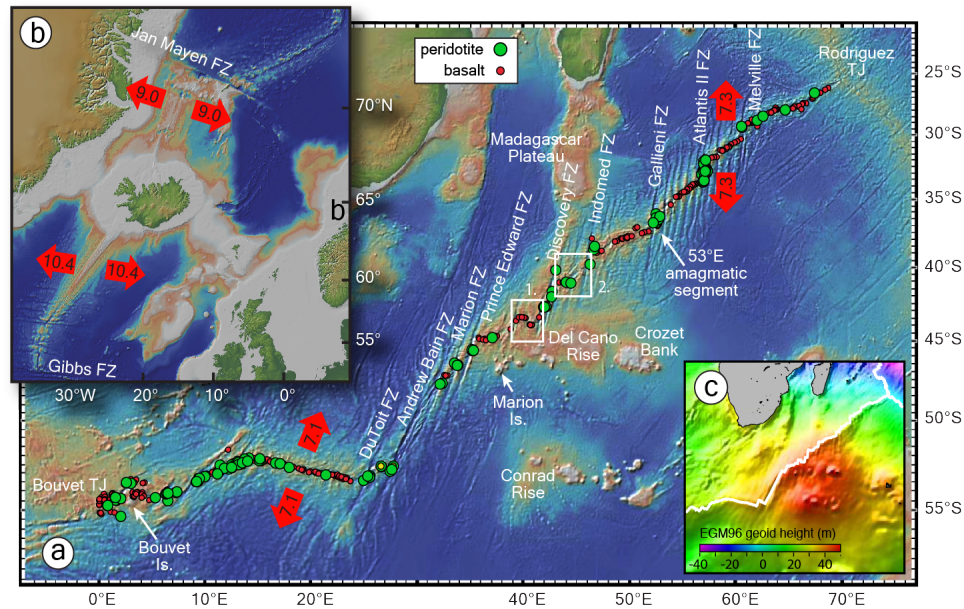 b
Jan Mayen FZ
9.0
9.0
70°N
65°
b
10.4
10.4
60°
55°
Gibbs FZ
30°W
20°
10°
0°
peridotite
basalt
Rodriguez
TJ
Melville FZ
Atlantis II FZ
7.3
7.3
Gallieni FZ
Indomed FZ
Discovery FZ
Madagascar
Plateau
53°E
amagmatic
segment
1.
2.
Prince Edward FZ
Marion FZ
Andrew Bain FZ
DuToit FZ
Del Cano
Rise
Crozet
Bank
Marion
Is.
Conrad
Rise
7.1
7.1
Bouvet TJ
Bouvet
Is.
a
c
EGM96 geoid height (m)
-40
-20
0
20
40
25°S
30°S
35°S
40°S
45°S
50°S
55°S
0°E
10°E
20°E
40°E
50°E
60°E
70°E